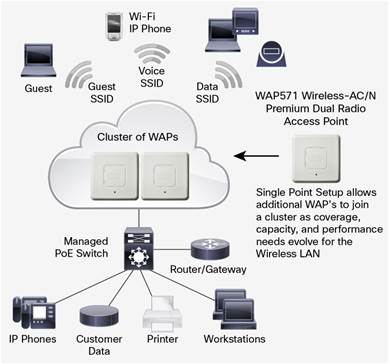 Wi-Fi
IP Phone
Guest
Guest
SSID
Voice
SSID
Data
SSID
WAP571 Wireless-AC/N
Premium Dual Radio
Access Point
Cluster of WAPs
Single Point Setup allows
additional WAP's to join
a cluster as coverage,
capacity, and performance
needs evolve for the
Wireless LAN
Managed
PoE Switch
Router/Gateway
IP Phones
Customer
Data
Printer
Workstations